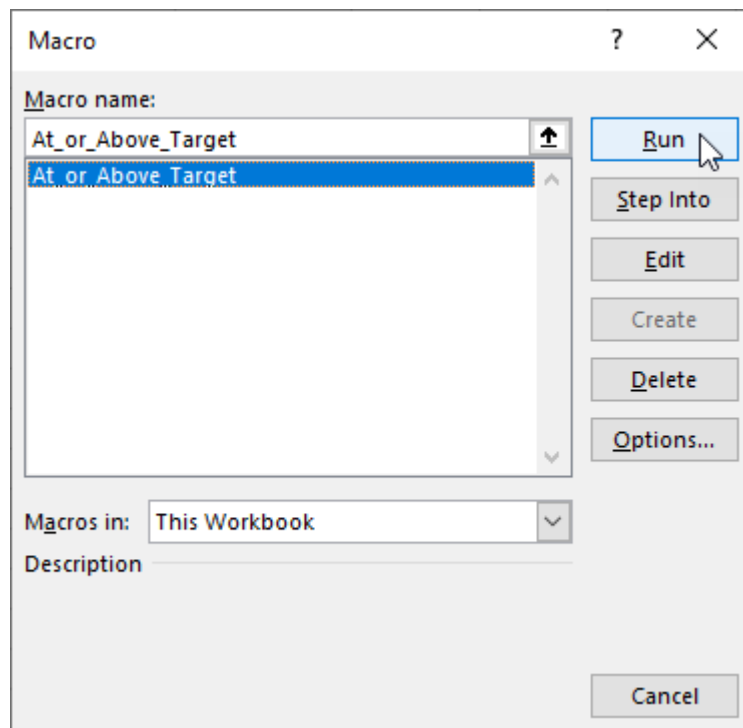 Macro
?
Macro name:
At_or_Above_Target
Run
At_or_Above_Target
Step Into
Edit
Create
Delete
Options...
Macros in: This Workbook
Description
Cancel